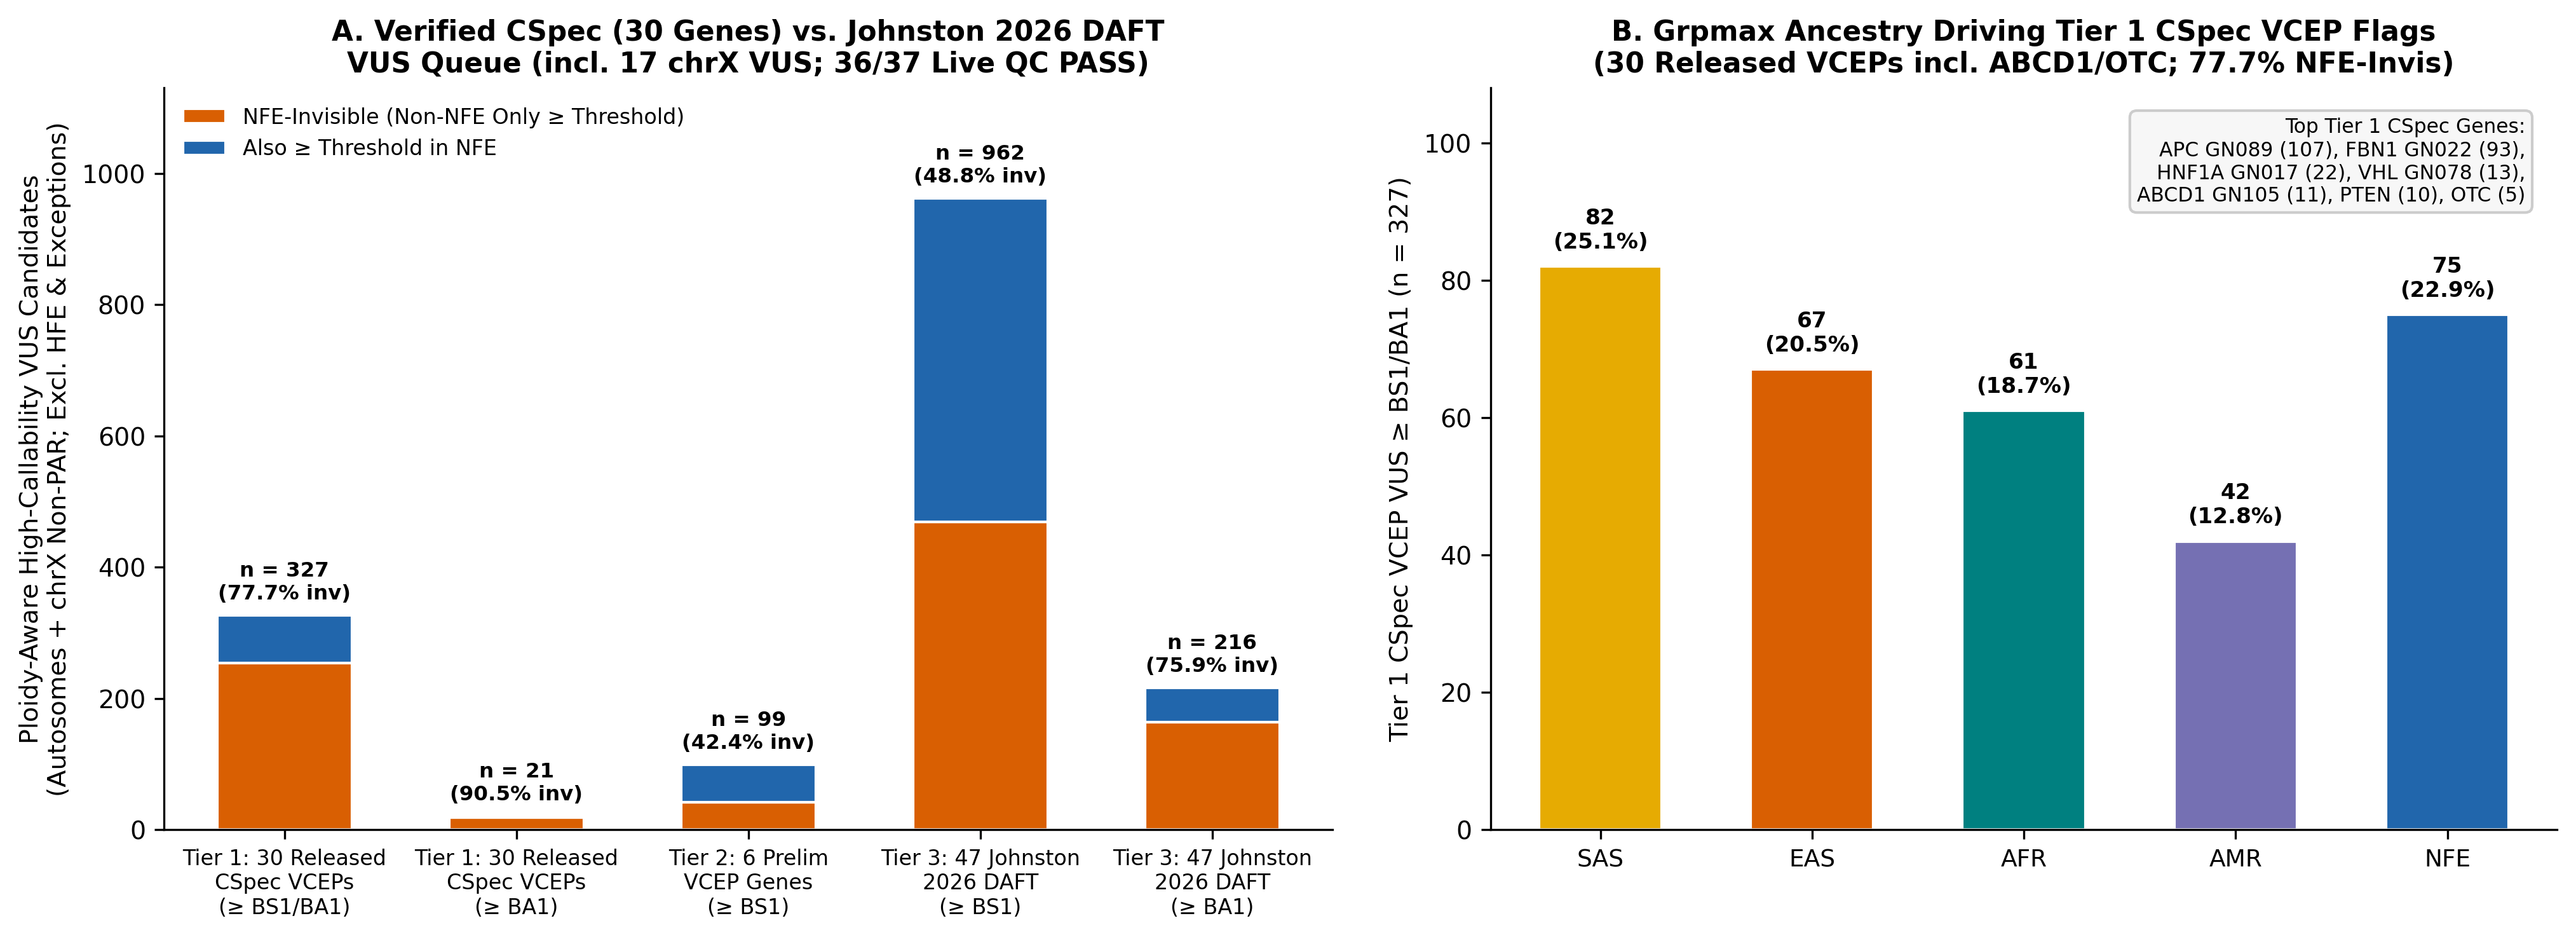 A. Verified CSpec (30 Genes) vs. Johnston 2026 DAFT
VUS Queue (incl. 17 chrX VUS; 36/37 Live QC PASS)
Ploidy-Aware High-Callability VUS Candidates
(Autosomes + chrX Non-PAR; Excl. HFE & Exceptions)
1000
800
600
400
200
0
NFE-Invisible (Non-NFE Only ≥ Threshold)
Also ≥ Threshold in NFE
n = 327
(77.7% inv)
n = 21
(90.5% inv)
n = 99
(42.4% inv)
n = 962
(48.8% inv)
n = 216
(75.9% inv)
Tier 1: 30 Released
CSpec VCEPs
(≥ BS1/BA1)
Tier 1: 30 Released
CSpec VCEPs
(≥ BA1)
Tier 2: 6 Prelim
VCEP Genes
(≥ BS1)
Tier 3: 47 Johnston
2026 DAFT
(≥ BS1)
Tier 3: 47 Johnston
2026 DAFT
(≥ BA1)
B. Grpmax Ancestry Driving Tier 1 CSpec VCEP Flags
(30 Released VCEPs incl. ABCD1/OTC; 77.7% NFE-Invis)
Tier 1 CSpec VCEP VUS ≥ BS1/BA1 (n = 327)
100
80
60
40
20
0
Top Tier 1 CSpec Genes:
APC GN089 (107), FBN1 GN022 (93),
HNF1A GN017 (22), VHL GN078 (13),
ABCD1 GN105 (11), PTEN (10), OTC (5)
82
(25.1%)
67
(20.5%)
61
(18.7%)
42
(12.8%)
75
(22.9%)
SAS
EAS
AFR
AMR
NFE